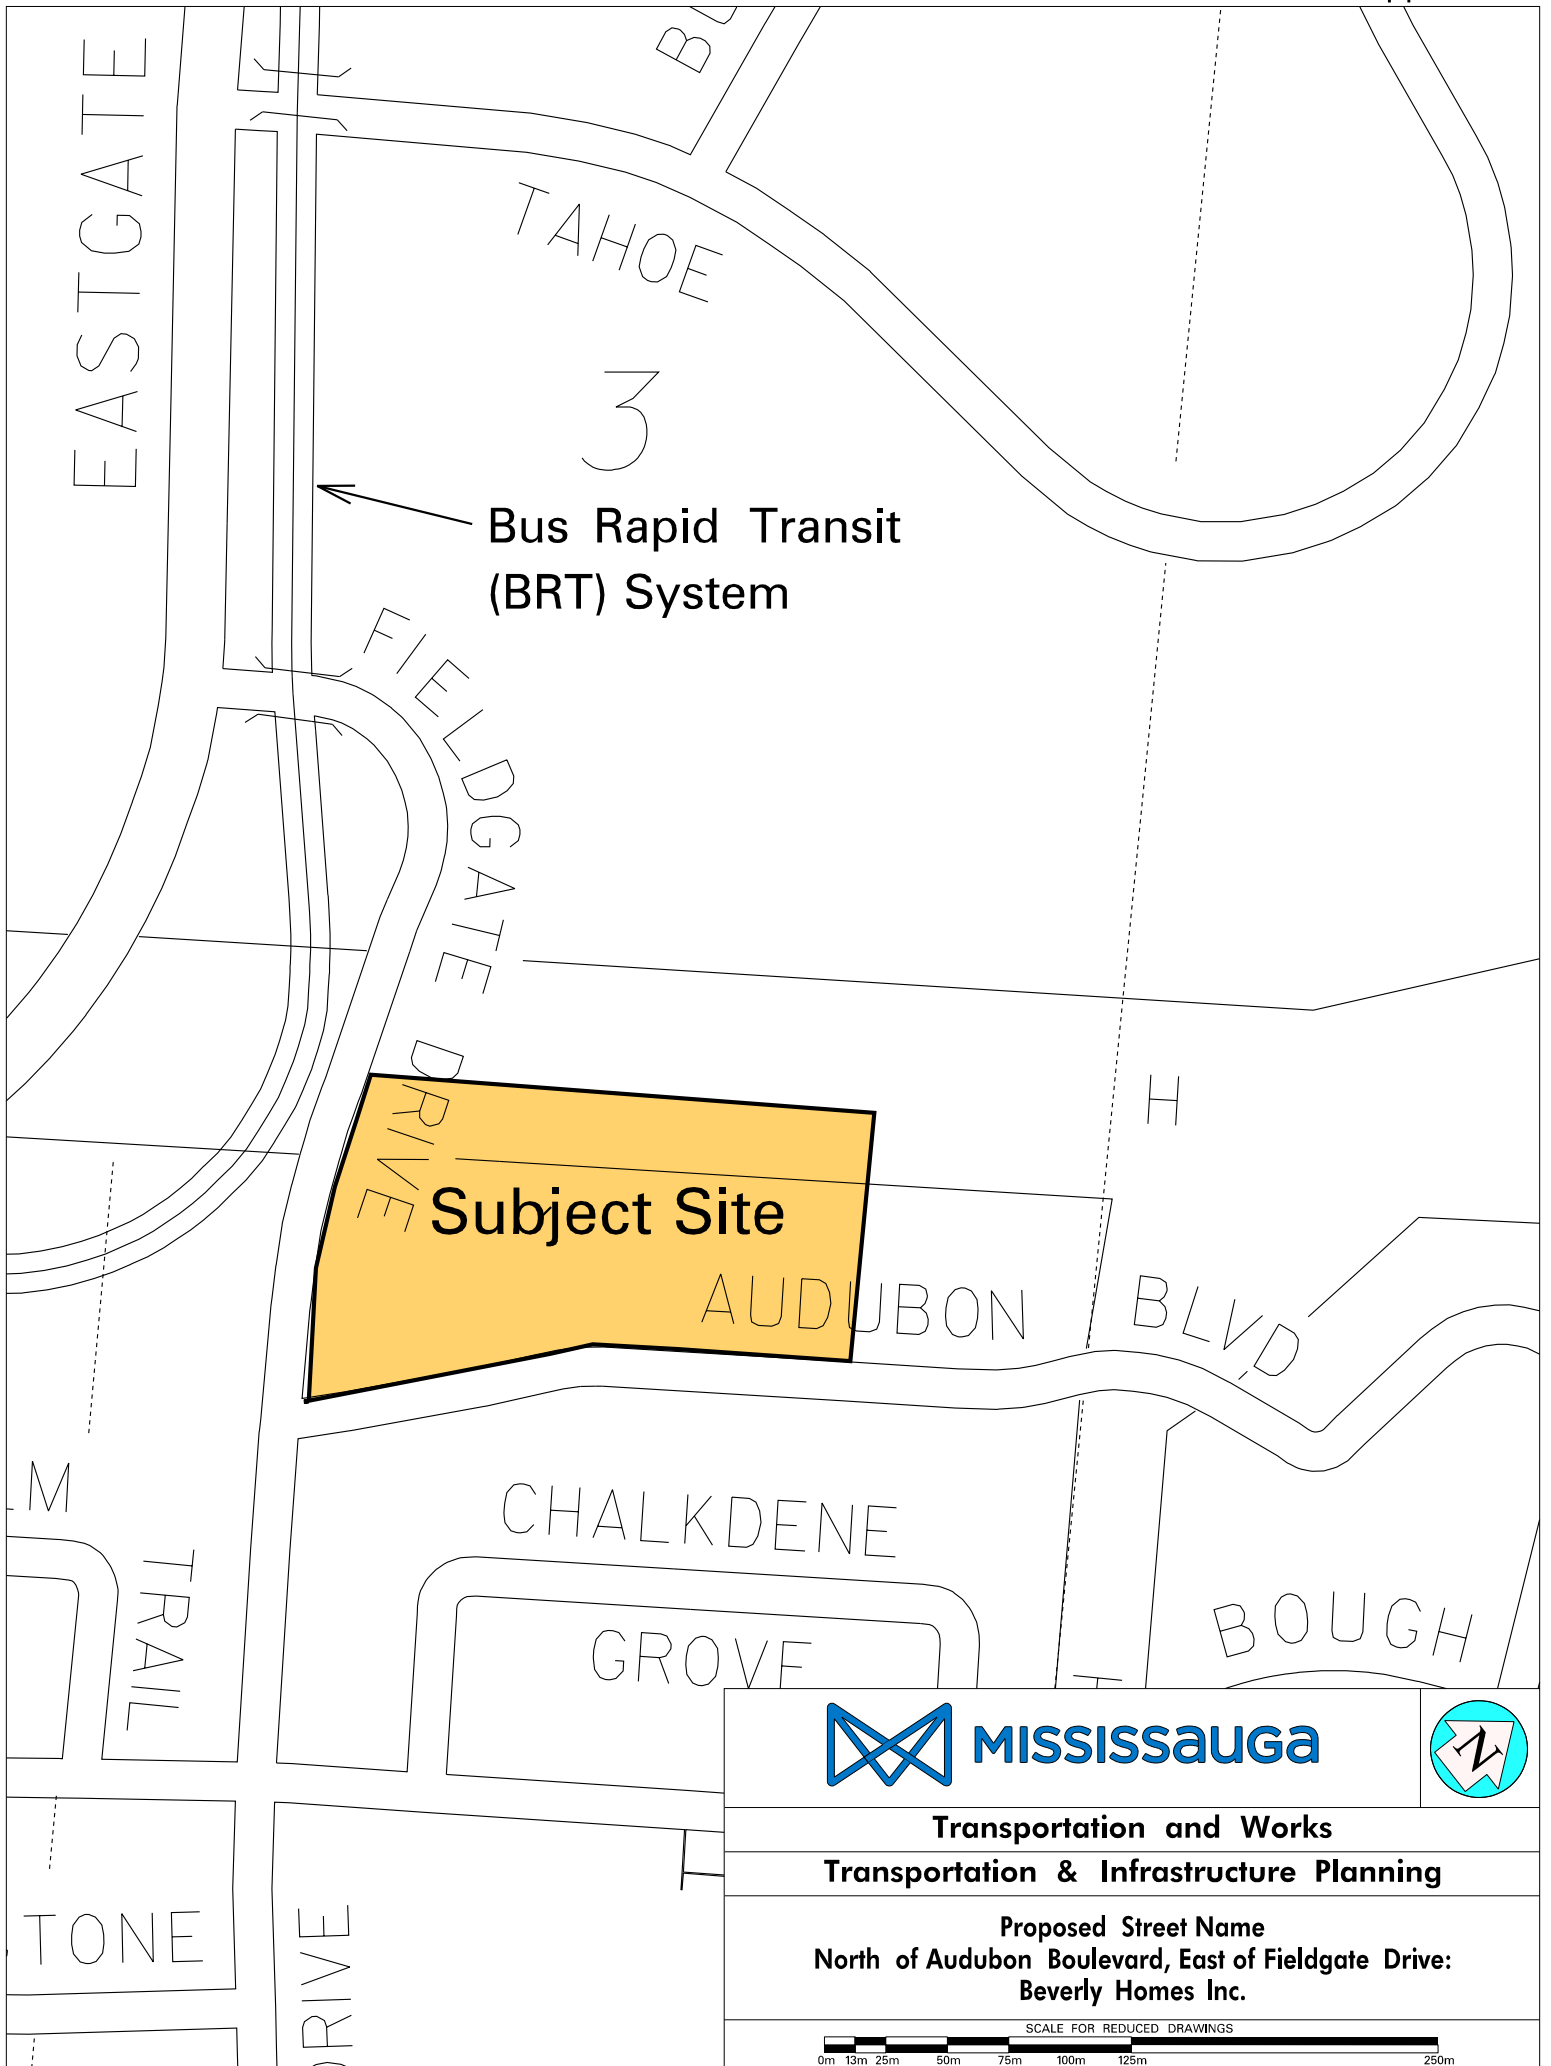 EASTGATE
TAHOE
3
Bus Rapid Transit
(BRT) System
FIELDGATE DRIVE
H
Subject Site
AUDUBON BLVD
CHALKDENE
GROVE
TRAIL
BOUGH
DRIVE
MISSISSAUGA
N
Transportation and Works
Transportation & Infrastructure Planning
Proposed Street Name
North of Audubon Boulevard, East of Fieldgate Drive:
Beverly Homes Inc.
SCALE FOR REDUCED DRAWINGS
0m 13m 25m 50m 75m 100m 125m 250m